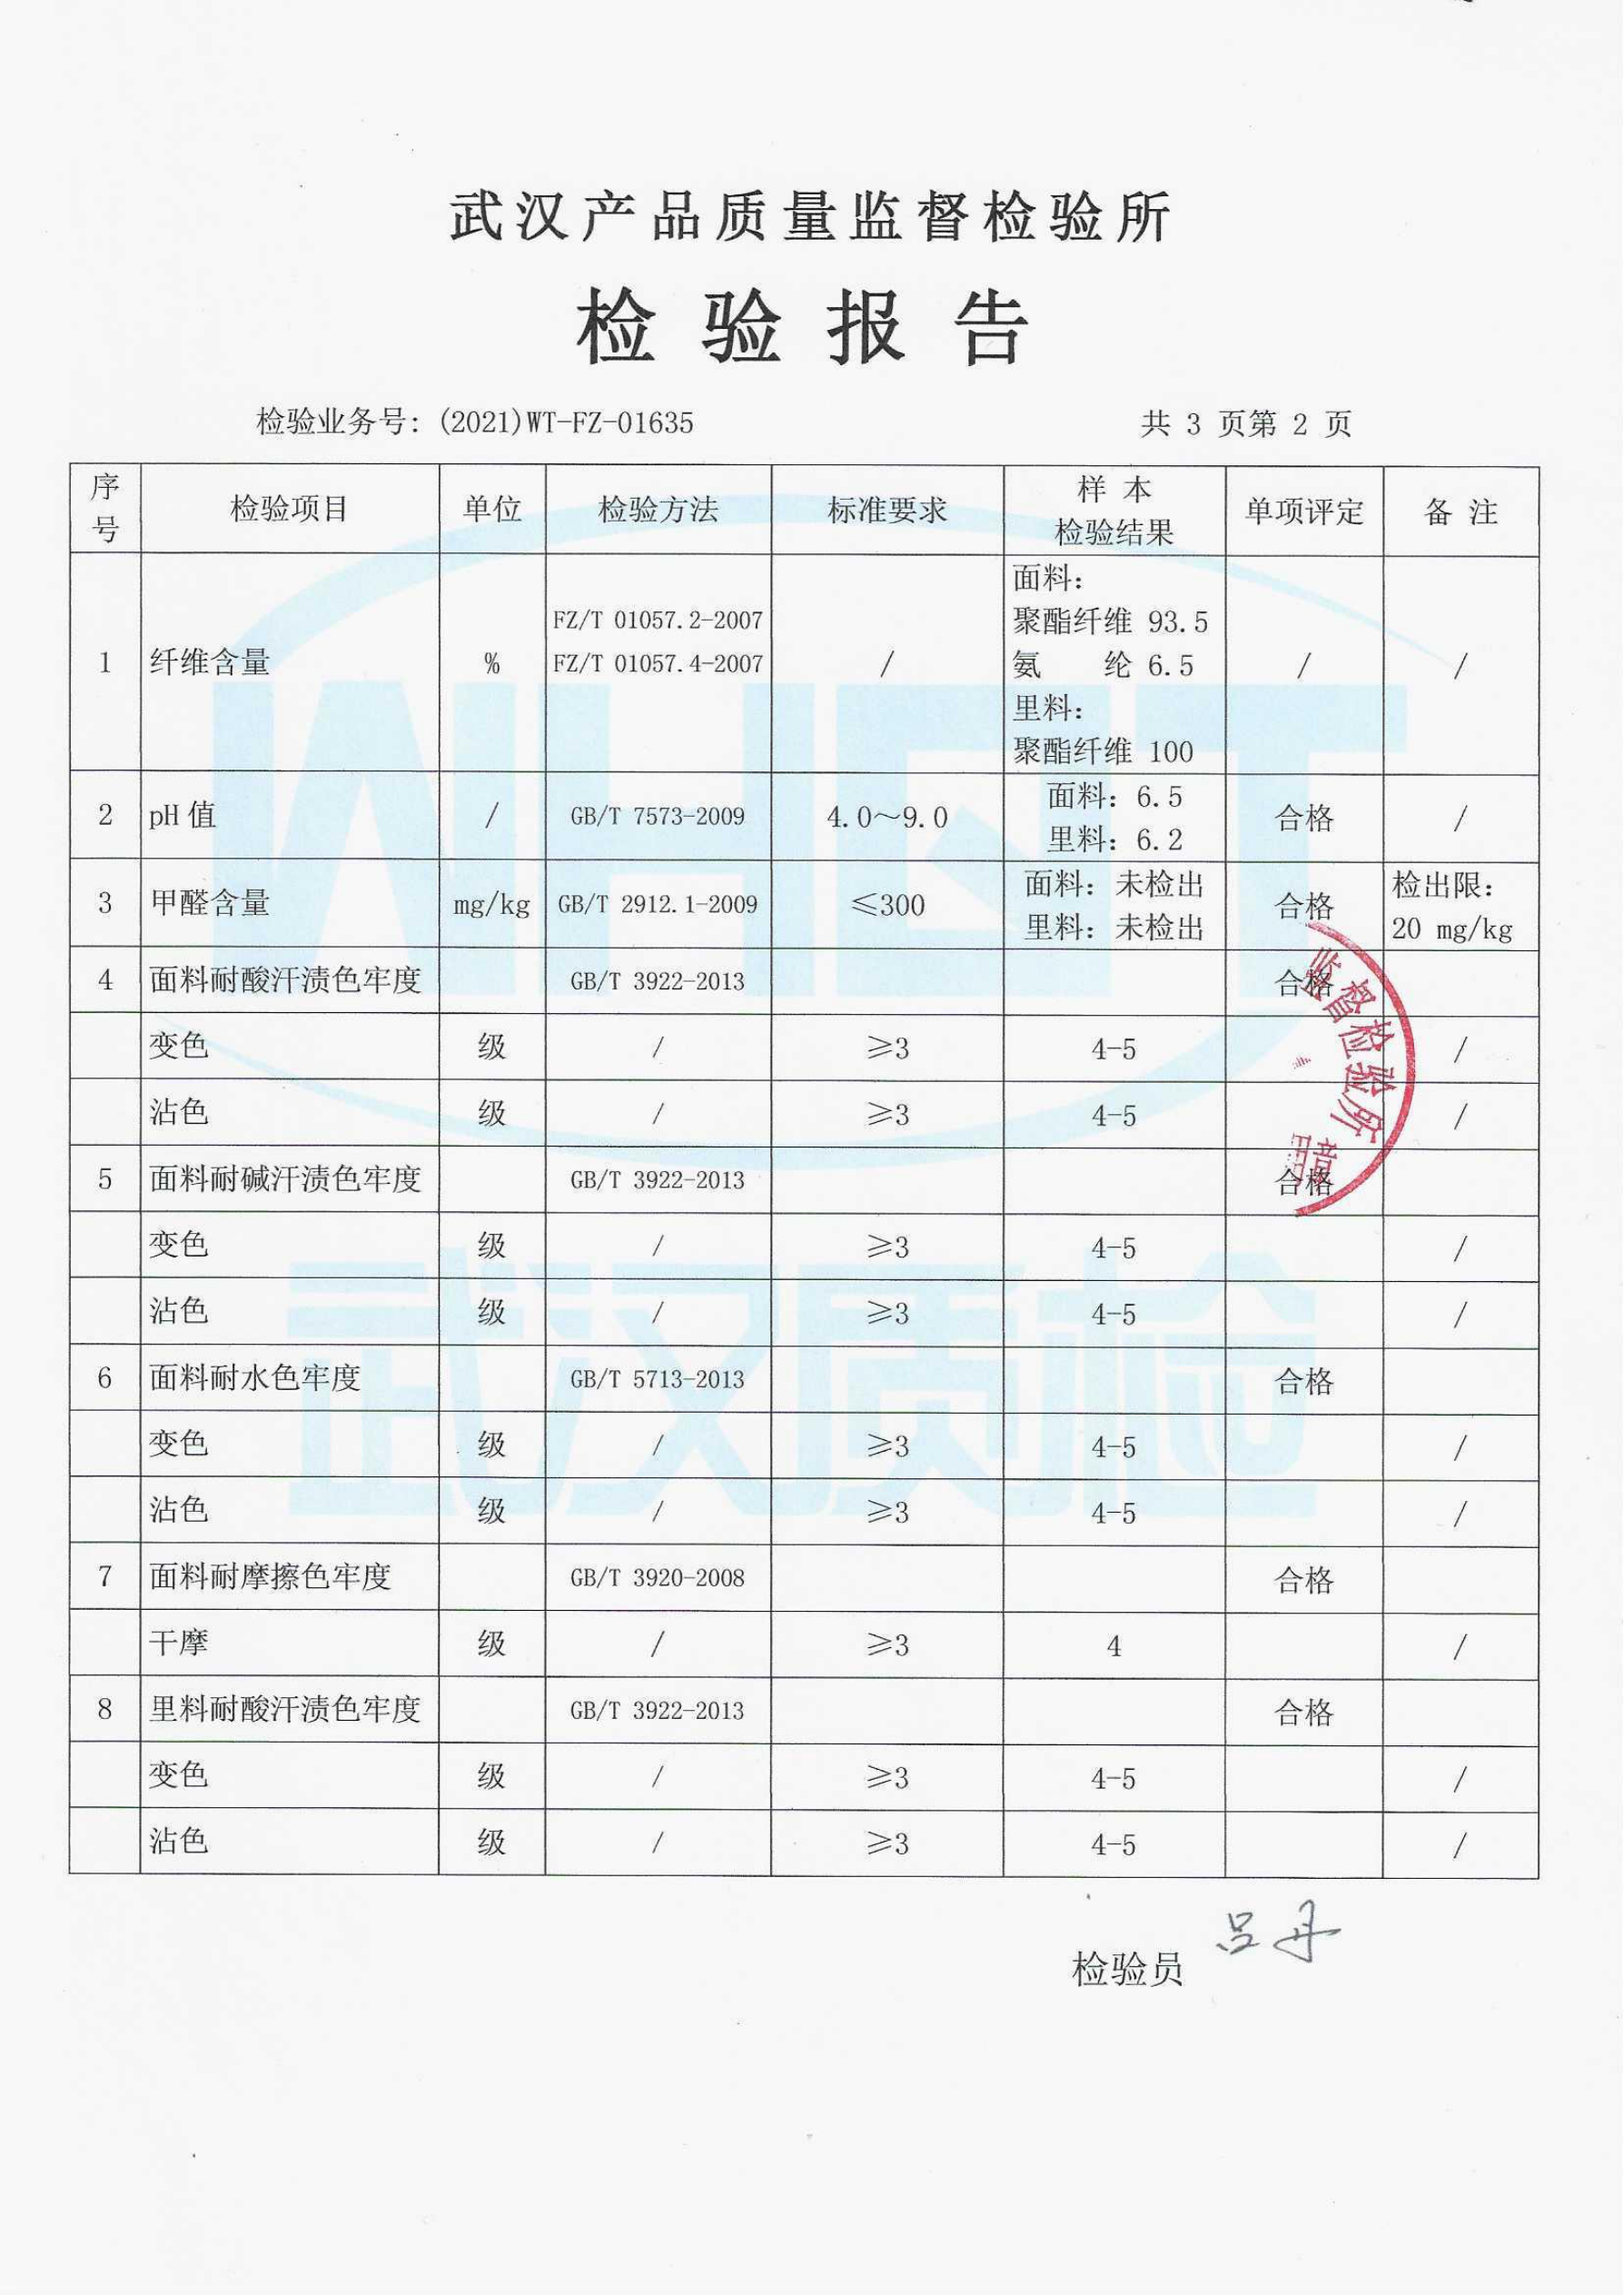 武汉产品质量监督检验所
检验报告
检验业务号: (2021)WT-FZ-01635 共 3 页第 2 页
序号 检验项目 单位 检验方法 标准要求 样本检验结果 单项评定 备注
1 纤维含量 % FZ/T 01057.2-2007 FZ/T 01057.4-2007 / 面料: 聚酯纤维 93.5 氨纶 6.5 里料: 聚酯纤维 100 / /
2 pH 值 / GB/T 7573-2009 4.0~9.0 面料: 6.5 里料: 6.2 合格 /
3 甲醛含量 mg/kg GB/T 2912.1-2009 ≤300 面料: 未检出 里料: 未检出 合格 检出限: 20 mg/kg
4 面料耐酸汗渍色牢度 GB/T 3922-2013 合格
变色 级 / ≥3 4-5 /
沾色 级 / ≥3 4-5 /
5 面料耐碱汗渍色牢度 GB/T 3922-2013 合格
变色 级 / ≥3 4-5 /
沾色 级 / ≥3 4-5 /
6 面料耐水色牢度 GB/T 5713-2013 合格
变色 级 / ≥3 4-5 /
沾色 级 / ≥3 4-5 /
7 面料耐摩擦色牢度 GB/T 3920-2008 合格
干摩 级 / ≥3 4 /
8 里料耐酸汗渍色牢度 GB/T 3922-2013 合格
变色 级 / ≥3 4-5 /
沾色 级 / ≥3 4-5 /
检验员 吕丹
监督检验所
武汉质检